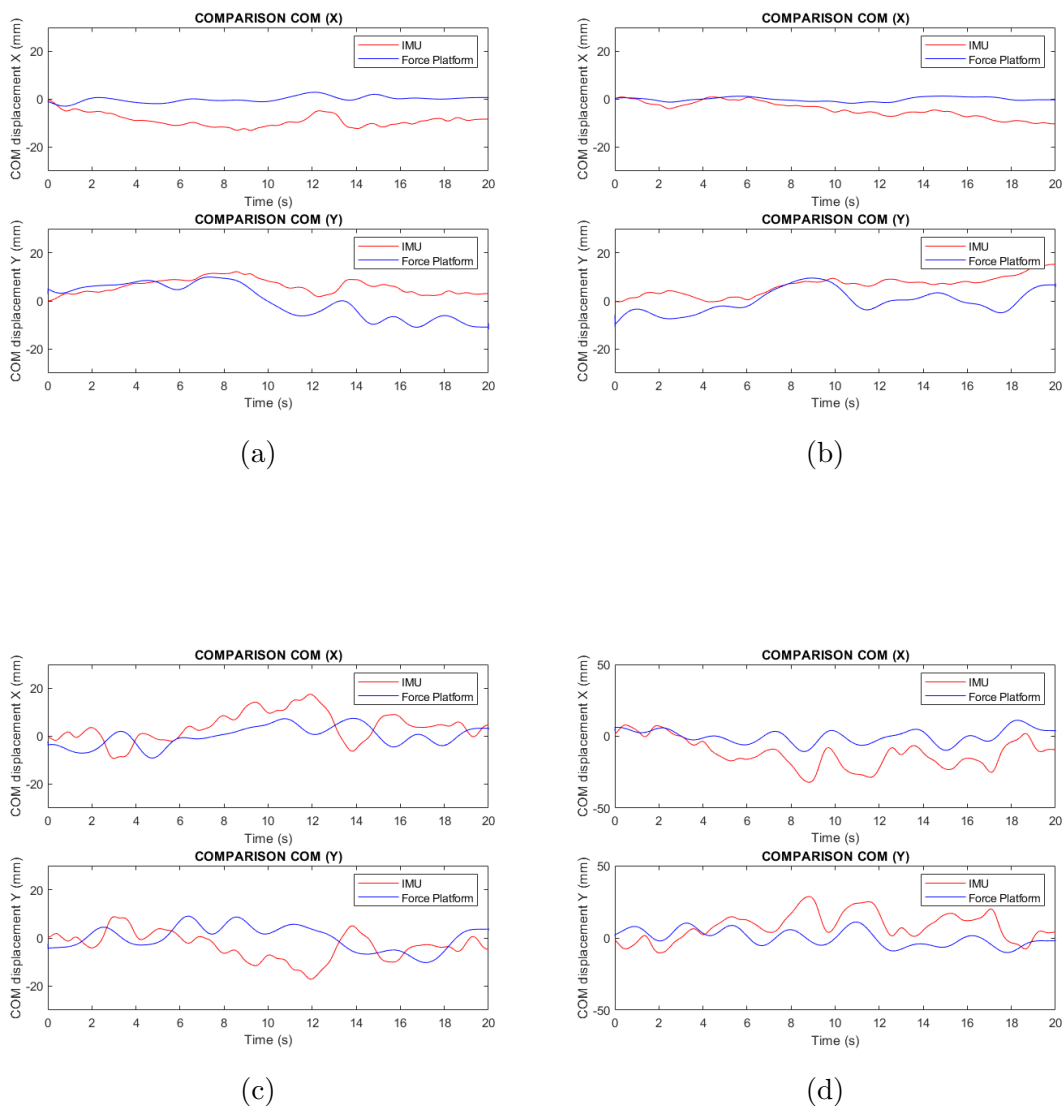 COMPARISON COM (X)
COM displacement X (mm)
20
0
-20
IMU
Force Platform
0 2 4 6 8 10 12 14 16 18 20
Time (s)
COMPARISON COM (Y)
COM displacement Y (mm)
20
0
-20
IMU
Force Platform
0 2 4 6 8 10 12 14 16 18 20
Time (s)
(a)
COMPARISON COM (X)
COM displacement X (mm)
20
0
-20
IMU
Force Platform
0 2 4 6 8 10 12 14 16 18 20
Time (s)
COMPARISON COM (Y)
COM displacement Y (mm)
20
0
-20
IMU
Force Platform
0 2 4 6 8 10 12 14 16 18 20
Time (s)
(b)
COMPARISON COM (X)
COM displacement X (mm)
20
0
-20
IMU
Force Platform
0 2 4 6 8 10 12 14 16 18 20
Time (s)
COMPARISON COM (Y)
COM displacement Y (mm)
20
0
-20
IMU
Force Platform
0 2 4 6 8 10 12 14 16 18 20
Time (s)
(c)
COMPARISON COM (X)
COM displacement X (mm)
50
0
-50
IMU
Force Platform
0 2 4 6 8 10 12 14 16 18 20
Time (s)
COMPARISON COM (Y)
COM displacement Y (mm)
50
0
-50
IMU
Force Platform
0 2 4 6 8 10 12 14 16 18 20
Time (s)
(d)